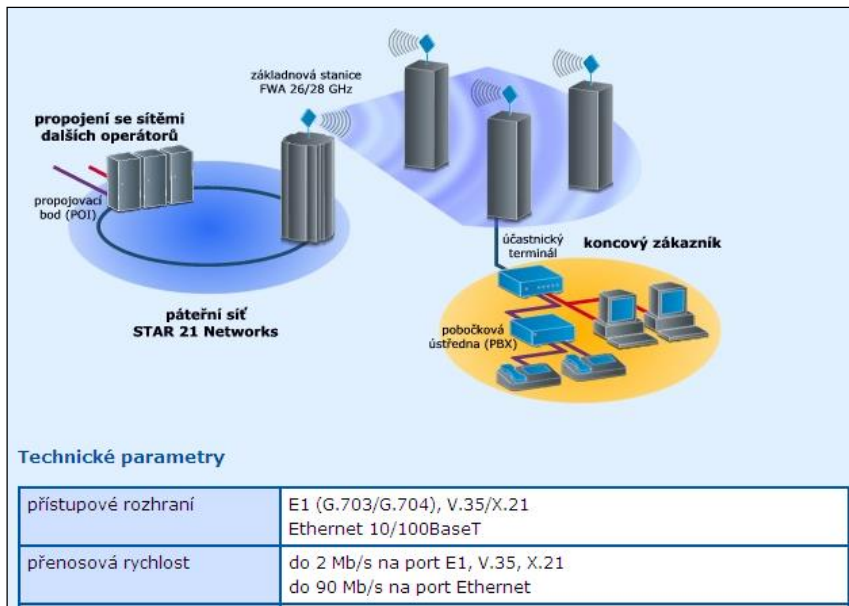 základnová stanice
FWA 26/28 GHz
propojení se sítěmi
dalších operátorů
propojovací
bod (POI)
účastnický
terminál
koncový zákazník
páteřní síť
STAR 21 Networks
pobočková
ústředna (PBX)
Technické parametry
přístupové rozhraní
E1 (G.703/G.704), V.35/X.21
Ethernet 10/100BaseT
přenosová rychlost
do 2 Mb/s na port E1, V.35, X.21
do 90 Mb/s na port Ethernet